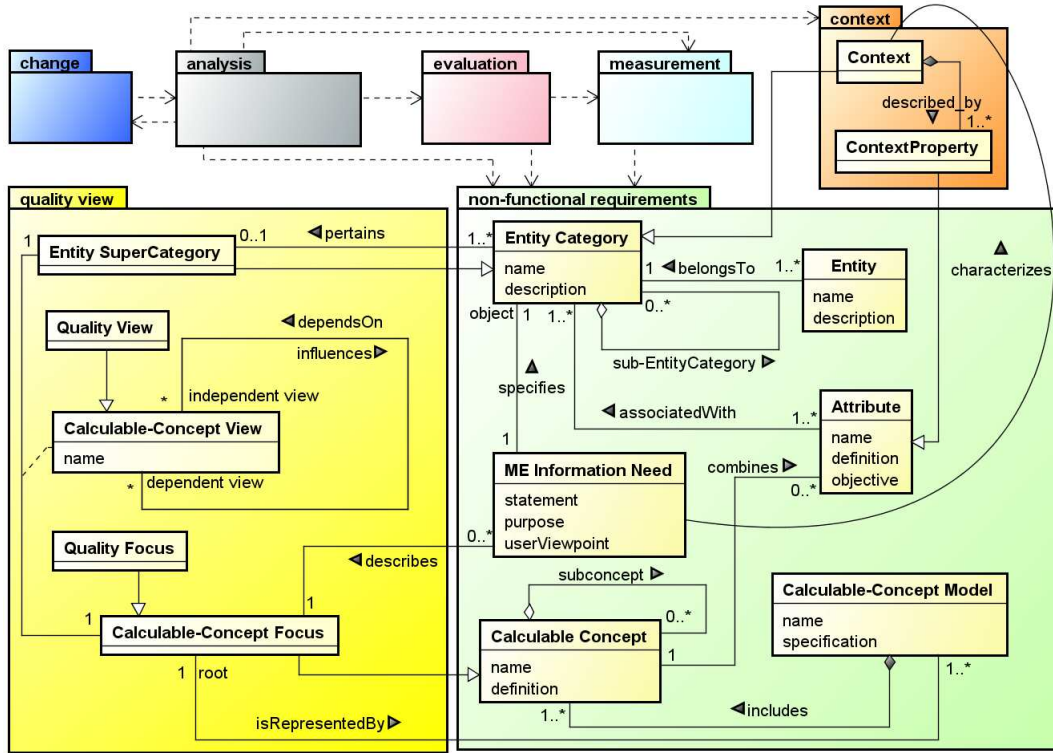 context
Context
described_by
1..*
ContextProperty
change
analysis
evaluation
measurement
quality view
non-functional requirements
1
Entity SuperCategory
0..1
pertains
1..*
Entity Category
name
description
1
belongsTo
1..*
Entity
name
description
characterizes
object
1
1..*
0..*
sub-EntityCategory
Quality View
dependsOn
influences
*
independent view
Calculable-Concept View
name
*
dependent view
specifies
associatedWith
1..*
Attribute
name
definition
objective
1
ME Information Need
statement
purpose
userViewpoint
combines
0..*
0..*
Quality Focus
describes
1
1
Calculable-Concept Focus
1
root
subconcept
0..*
Calculable Concept
name
definition
1
Calculable-Concept Model
name
specification
1..*
1..*
includes
isRepresentedBy